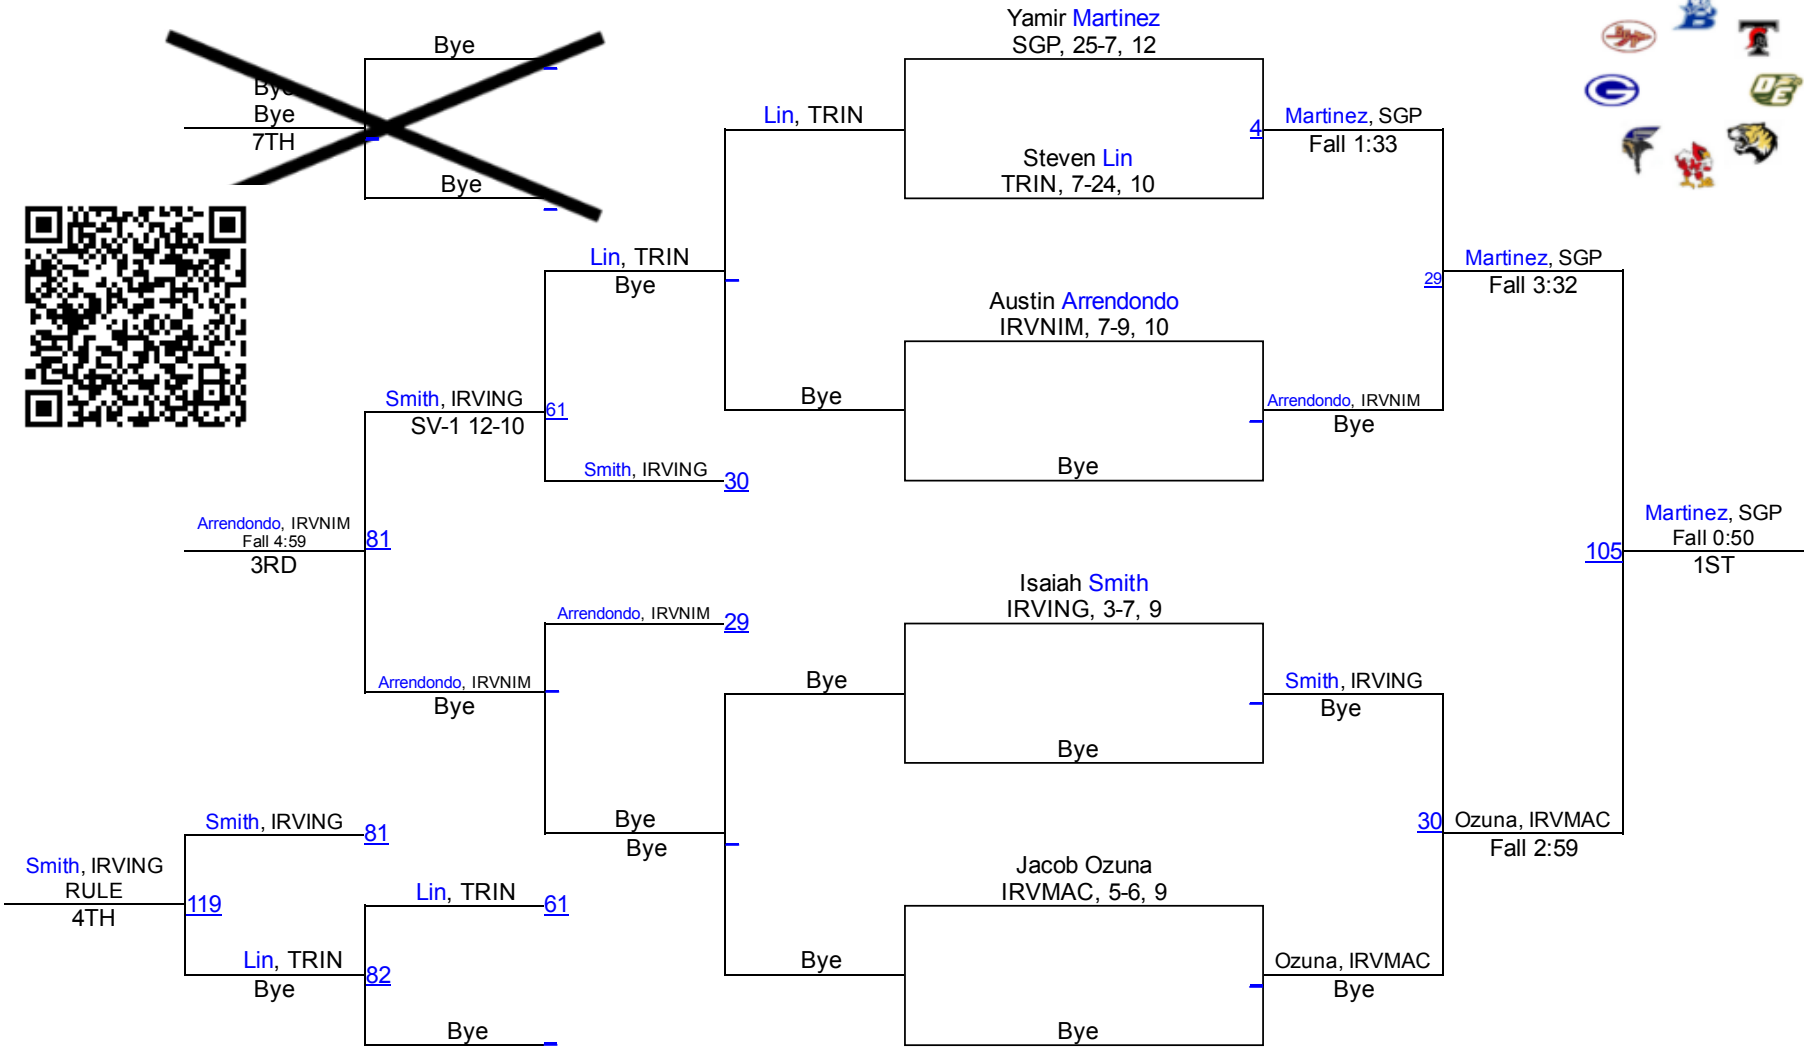 Yamir Martinez
SGP, 25-7, 12
Bye
Bye
Bye
7TH
Bye
Lin, TRIN
4
Martinez, SGP
Fall 1:33
Steven Lin
TRIN, 7-24, 10
Lin, TRIN
Bye
Martinez, SGP
29
Fall 3:32
Austin Arrendondo
IRVNIM, 7-9, 10
Smith, IRVING
61
SV-1 12-10
Bye
Arrendondo, IRVNIM
Bye
Smith, IRVING
30
Bye
Arrendondo, IRVNIM
Fall 4:59
81
3RD
Martinez, SGP
Fall 0:50
105
1ST
Isaiah Smith
IRVING, 3-7, 9
Arrendondo, IRVNIM
29
Arrendondo, IRVNIM
Bye
Bye
Smith, IRVING
Bye
Bye
Smith, IRVING
81
Bye
Bye
30
Ozuna, IRVMAC
Fall 2:59
Smith, IRVING
RULE
119
4TH
Jacob Ozuna
IRVMAC, 5-6, 9
Lin, TRIN
61
Lin, TRIN
82
Bye
Bye
Ozuna, IRVMAC
Bye
Bye
Bye